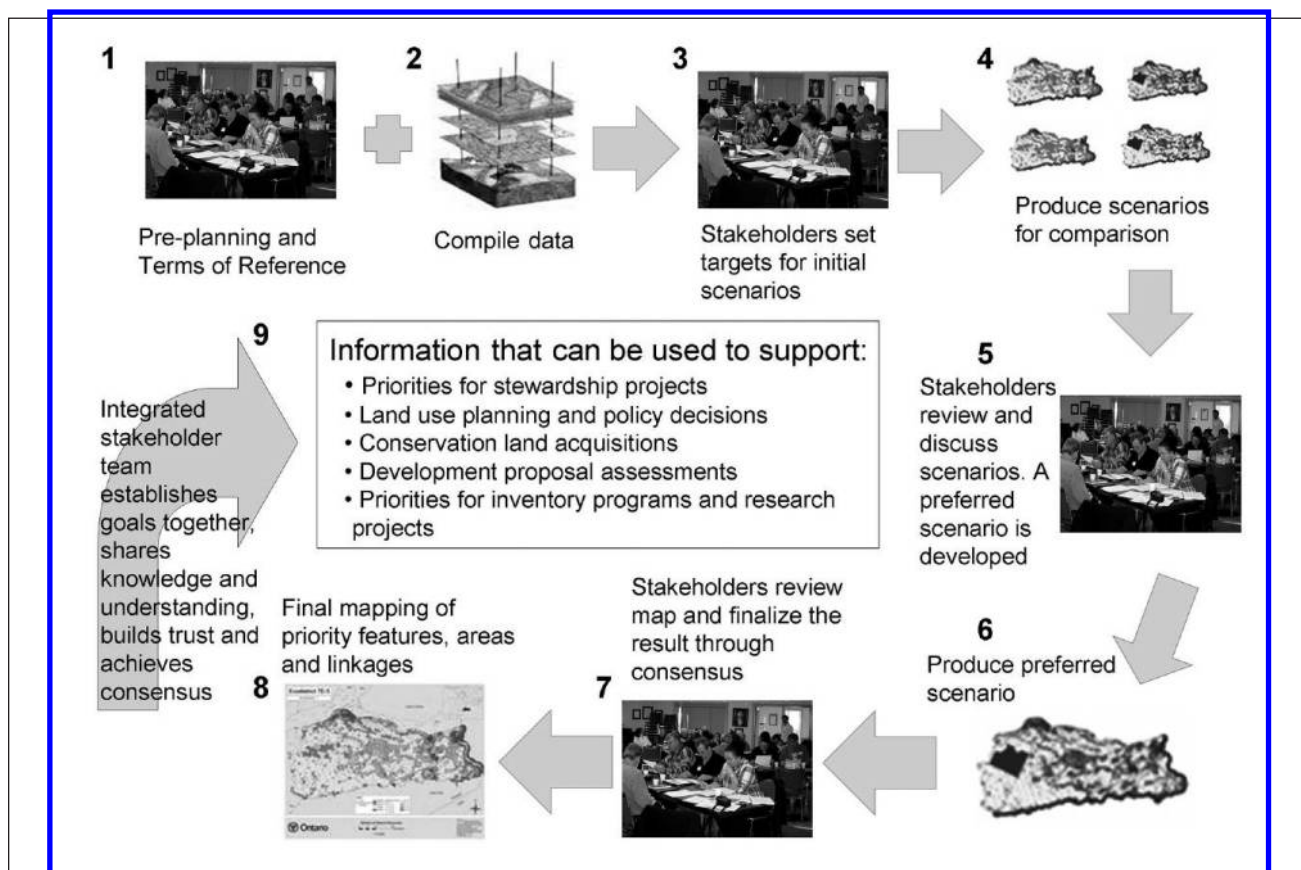 1
Pre-planning and
Terms of Reference
2
Compile data
3
Stakeholders set
targets for initial
scenarios
4
Produce scenarios
for comparison
5
Stakeholders
review and
discuss
scenarios. A
preferred
scenario is
developed
6
Produce preferred
scenario
7
Stakeholders review
map and finalize the
result through
consensus
8
Final mapping of
priority features, areas
and linkages
Ontario
9
Integrated
stakeholder
team
establishes
goals together,
shares
knowledge and
understanding,
builds trust and
achieves
consensus
Information that can be used to support:
• Priorities for stewardship projects
• Land use planning and policy decisions
• Conservation land acquisitions
• Development proposal assessments
• Priorities for inventory programs and research
projects